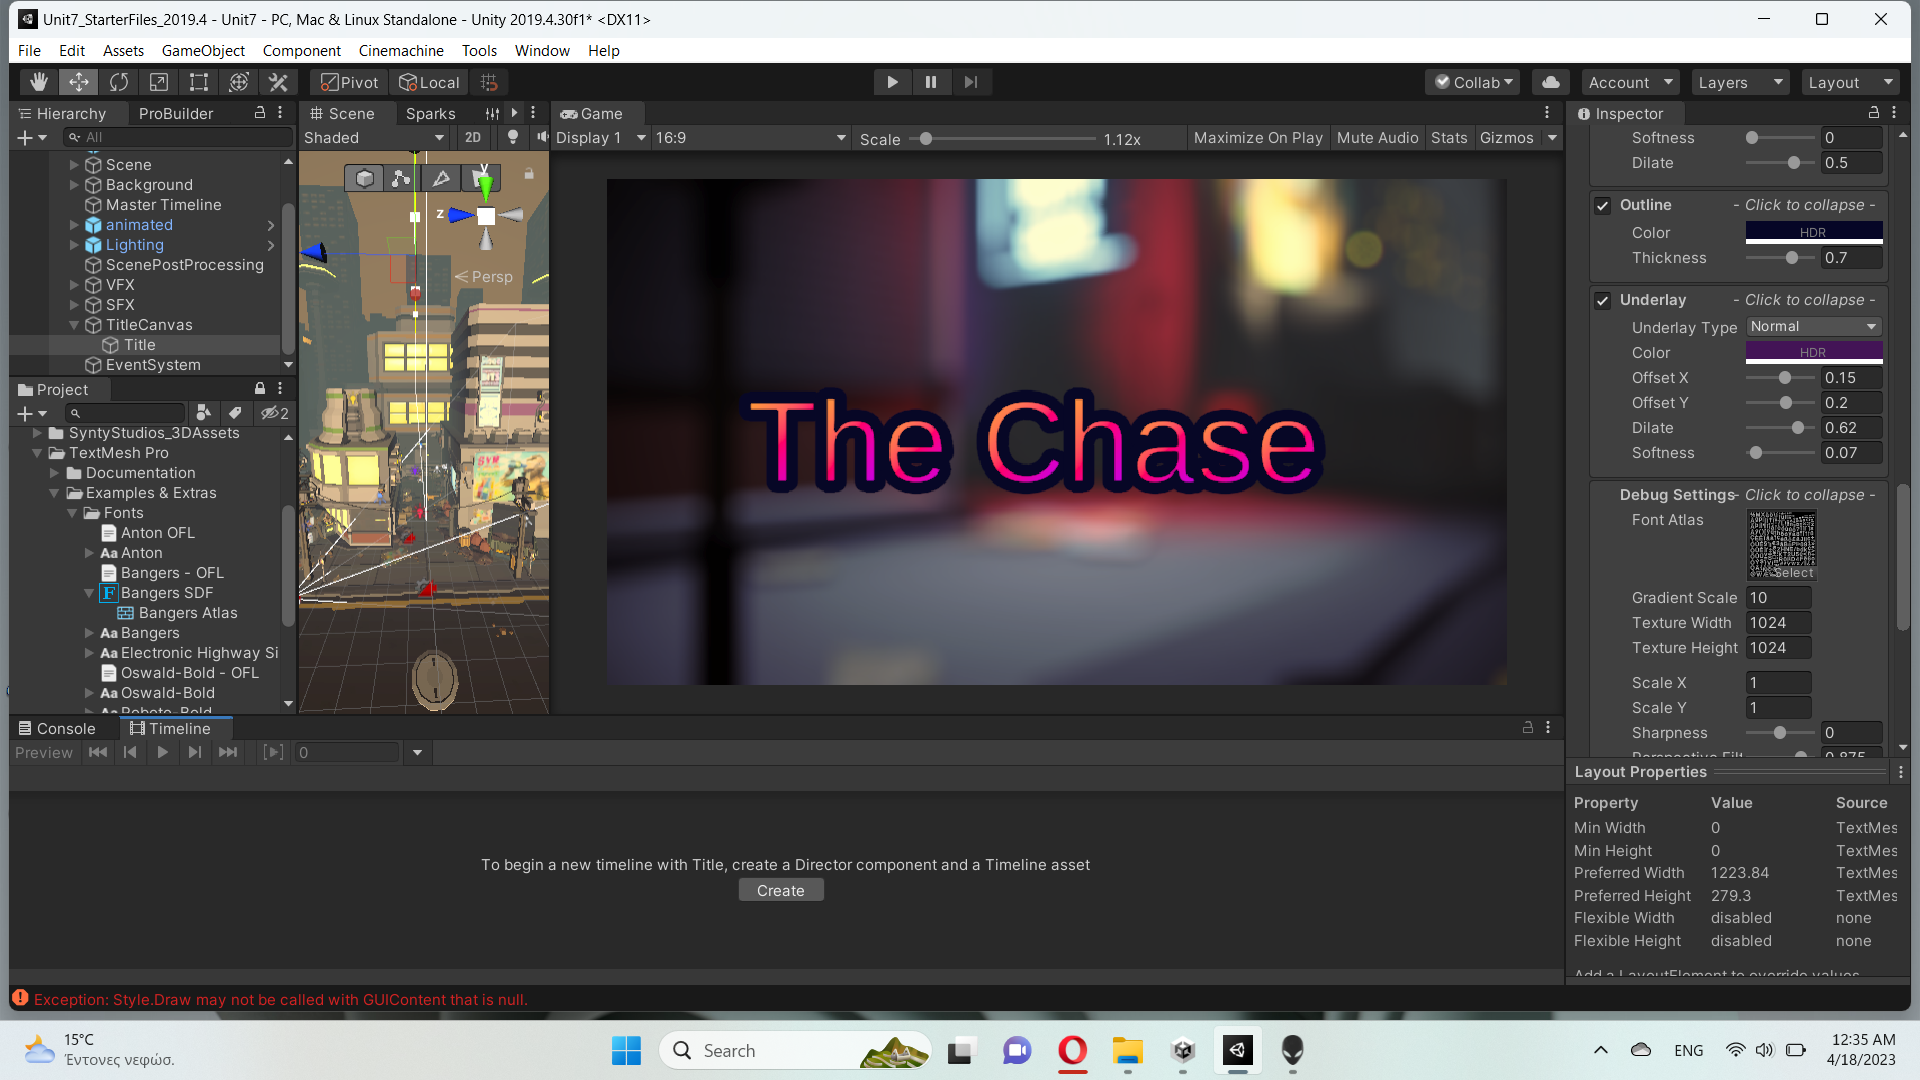 Unit7_StarterFiles_2019.4 - Unit7 - PC, Mac & Linux Standalone - Unity 2019.4.30f1* <DX11>
File Edit Assets GameObject Component Cinemachine Tools Window Help
Pivot Local Collab Account Layers Layout
Hierarchy ProBuilder
All
Scene
Background
Master Timeline
animated
Lighting
ScenePostProcessing
VFX
SFX
TitleCanvas
Title
EventSystem
Project
2
SyntyStudios_3DAssets
TextMesh Pro
Documentation
Examples & Extras
Fonts
Anton OFL
Anton
Bangers - OFL
Bangers SDF
Bangers Atlas
Bangers
Electronic Highway Si
Oswald-Bold - OFL
Oswald-Bold
Roboto-Bold
Scene Sparks
Shaded 2D
y
z
Persp
Game
Display 1 16:9 Scale 1.12x Maximize On Play Mute Audio Stats Gizmos
The Chase
Inspector
Softness 0
Dilate 0.5
Outline - Click to collapse -
Color HDR
Thickness 0.7
Underlay - Click to collapse -
Underlay Type Normal
Color HDR
Offset X 0.15
Offset Y 0.2
Dilate 0.62
Softness 0.07
Debug Settings - Click to collapse -
Font Atlas
Select
Gradient Scale 10
Texture Width 1024
Texture Height 1024
Scale X 1
Scale Y 1
Sharpness 0
Perspective Filt 0.875
Layout Properties
Property Value Source
Min Width 0 TextMes
Min Height 0 TextMes
Preferred Width 1223.84 TextMes
Preferred Height 279.3 TextMes
Flexible Width disabled none
Flexible Height disabled none
Add a LayoutElement to override values
Console Timeline
Preview 0
To begin a new timeline with Title, create a Director component and a Timeline asset
Create
Exception: Style.Draw may not be called with GUIContent that is null.
15°C
Έντονες νεφώσ.
Search
ENG
12:35 AM
4/18/2023